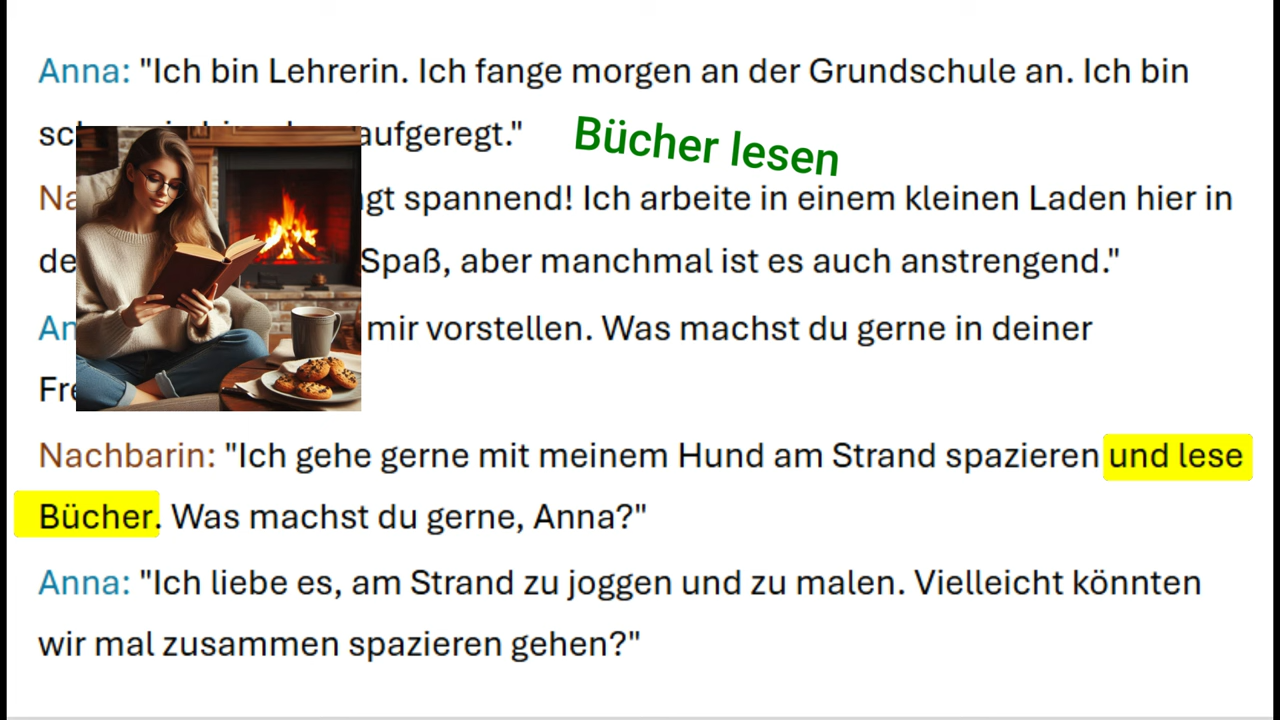 Anna: "Ich bin Lehrerin. Ich fange morgen an der Grundschule an. Ich bin
aufgeregt."
Bücher lesen
spannend! Ich arbeite in einem kleinen Laden hier in
Spaß, aber manchmal ist es auch anstrengend."
mir vorstellen. Was machst du gerne in deiner
Nachbarin: "Ich gehe gerne mit meinem Hund am Strand spazieren und lese
Bücher. Was machst du gerne, Anna?"
Anna: "Ich liebe es, am Strand zu joggen und zu malen. Vielleicht könnten
wir mal zusammen spazieren gehen?"